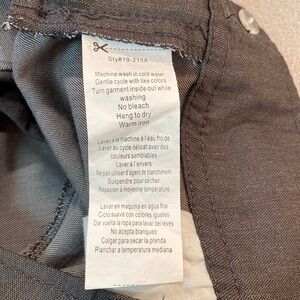 Sty#19-215A
Machine wash in cold water
Gentle cycle with like colors
Turn garment inside out while
washing
No bleach
Hang to dry
Warm iron
Laver à la machine à l'eau froide
Laver au cycle délicat avec des
couleurs semblables
Laver à l'envers
Ne pas utiliser d'agent de blanchiment
Suspendre pour sécher
Repasser à moyenne température
Lavar en maquina en agua fria
Ciclo suave con colores iguales
Dar vuelta la ropa para lavar del reves
No acepta bleques
Colgar para secar la prenda
Planchar a temperatura mediana